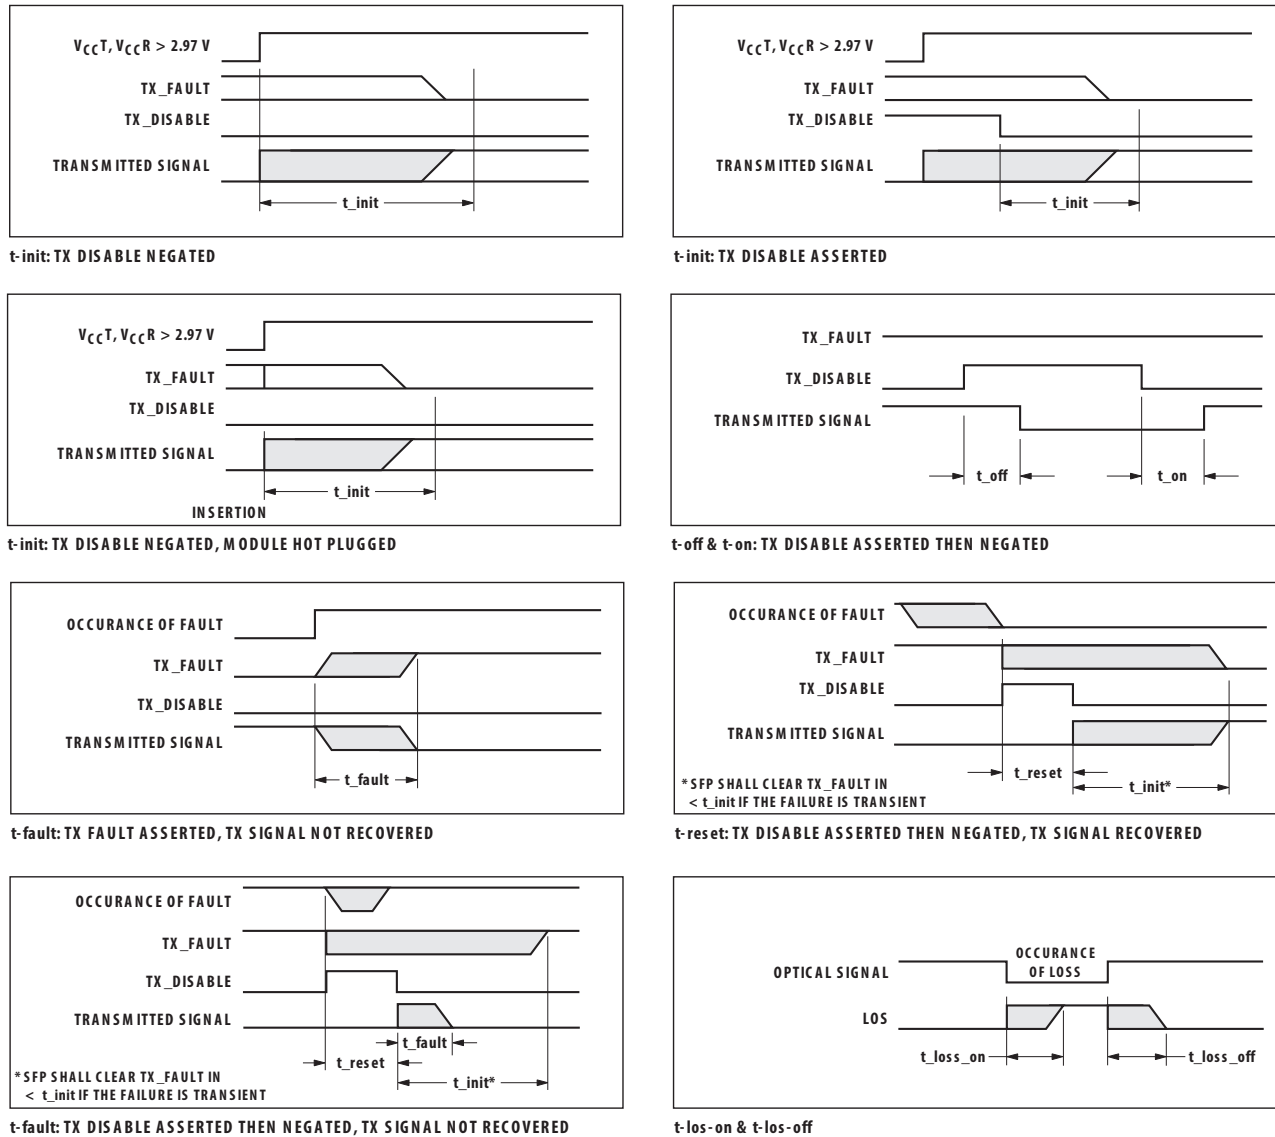 VCCT, VCCR > 2.97 V
TX_FAULT
TX_DISABLE
TRANSMITTED SIGNAL
t_init
t-init: TX DISABLE NEGATED
VCCT, VCCR > 2.97 V
TX_FAULT
TX_DISABLE
TRANSMITTED SIGNAL
t_init
t-init: TX DISABLE ASSERTED
VCCT, VCCR > 2.97 V
TX_FAULT
TX_DISABLE
TRANSMITTED SIGNAL
t_init
INSERTION
t-init: TX DISABLE NEGATED, MODULE HOT PLUGGED
TX_FAULT
TX_DISABLE
TRANSMITTED SIGNAL
t_off
t_on
t-off & t-on: TX DISABLE ASSERTED THEN NEGATED
OCCURANCE OF FAULT
TX_FAULT
TX_DISABLE
TRANSMITTED SIGNAL
t_fault
t-fault: TX FAULT ASSERTED, TX SIGNAL NOT RECOVERED
OCCURANCE OF FAULT
TX_FAULT
TX_DISABLE
TRANSMITTED SIGNAL
t_reset
t_init*
* SFP SHALL CLEAR TX_FAULT IN
< t_init IF THE FAILURE IS TRANSIENT
t-reset: TX DISABLE ASSERTED THEN NEGATED, TX SIGNAL RECOVERED
OCCURANCE OF FAULT
TX_FAULT
TX_DISABLE
TRANSMITTED SIGNAL
t_fault
t_reset
t_init*
* SFP SHALL CLEAR TX_FAULT IN
< t_init IF THE FAILURE IS TRANSIENT
t-fault: TX DISABLE ASSERTED THEN NEGATED, TX SIGNAL NOT RECOVERED
OCCURANCE
OF LOSS
OPTICAL SIGNAL
LOS
t_loss_on
t_loss_off
t-los-on & t-los-off